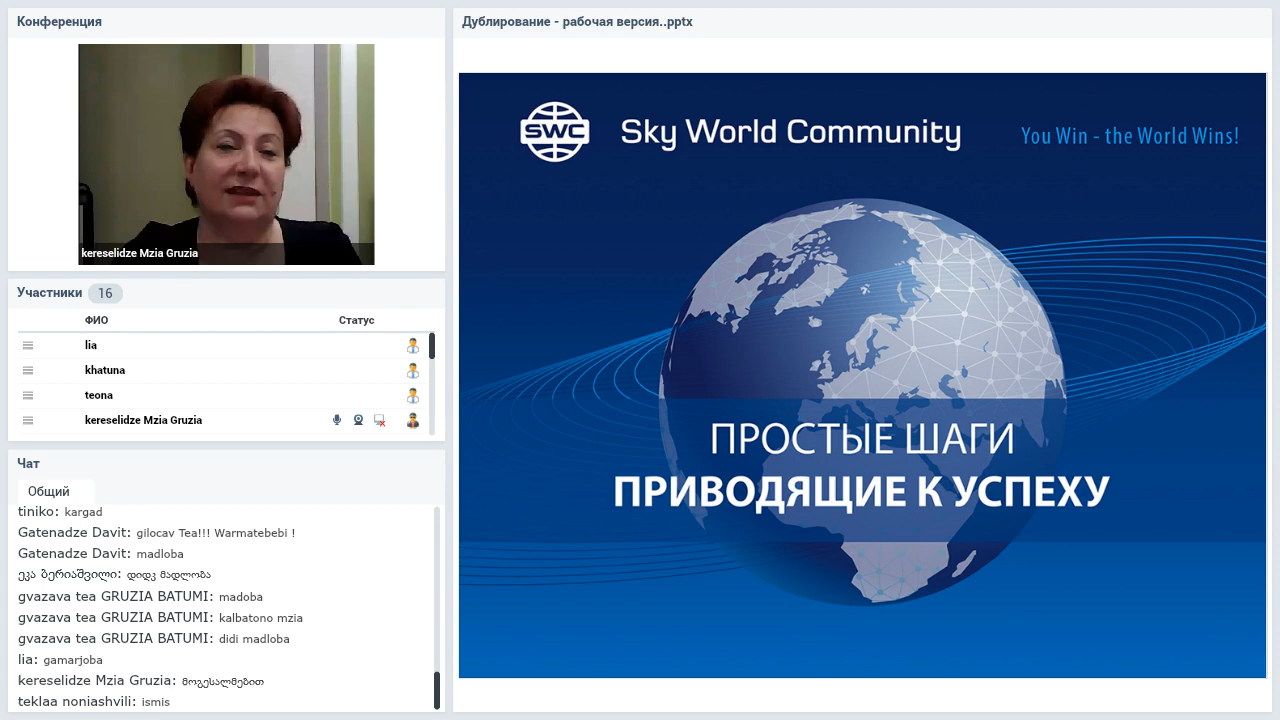 Конференция
kereselidze Mzia Gruzia
Участники 16
ФИО Статус
lia
khatuna
teona
kereselidze Mzia Gruzia
Чат
Общий
tiniko: kargad
Gatenadze Davit: gilocav Tea!!! Warmatebebi !
Gatenadze Davit: madloba
ეკა ბერიაშვილი: დიდკ მადლობა
gvazava tea GRUZIA BATUMI: madoba
gvazava tea GRUZIA BATUMI: kalbatono mzia
gvazava tea GRUZIA BATUMI: didi madloba
lia: gamarjoba
kereselidze Mzia Gruzia: მოგესალმებით
teklaa noniashvili: ismis
Дублирование - рабочая версия..pptx
SWC Sky World Community
You Win - the World Wins!
ПРОСТЫЕ ШАГИ
ПРИВОДЯЩИЕ К УСПЕХУ